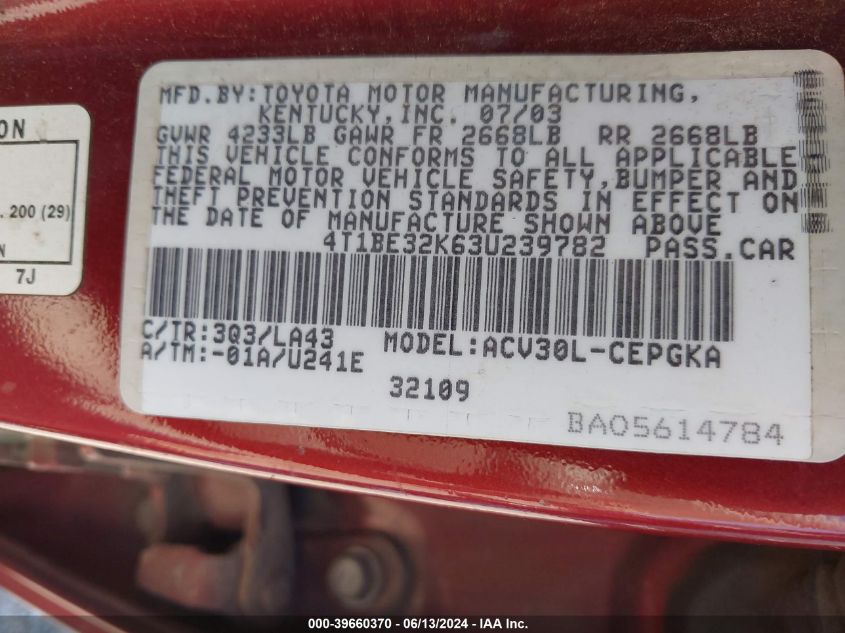 ON
. 200 (29)
N
7J
MFD.BY:TOYOTA MOTOR MANUFACTURING,
KENTUCKY,INC. 07/03
GVWR 4233LB GAWR FR 2668LB RR 2668LB
THIS VEHICLE CONFORMS TO ALL APPLICABLE
FEDERAL MOTOR VEHICLE SAFETY,BUMPER AND
THEFT PREVENTION STANDARDS IN EFFECT ON
THE DATE OF MANUFACTURE SHOWN ABOVE
4T1BE32K63U239782 PASS.CAR
C/TR:3Q3/LA43 MODEL:ACV30L-CEPGKA
A/TM:-01A/U241E
32109
BAO5614784
000-39660370 - 06/13/2024 - IAA Inc.